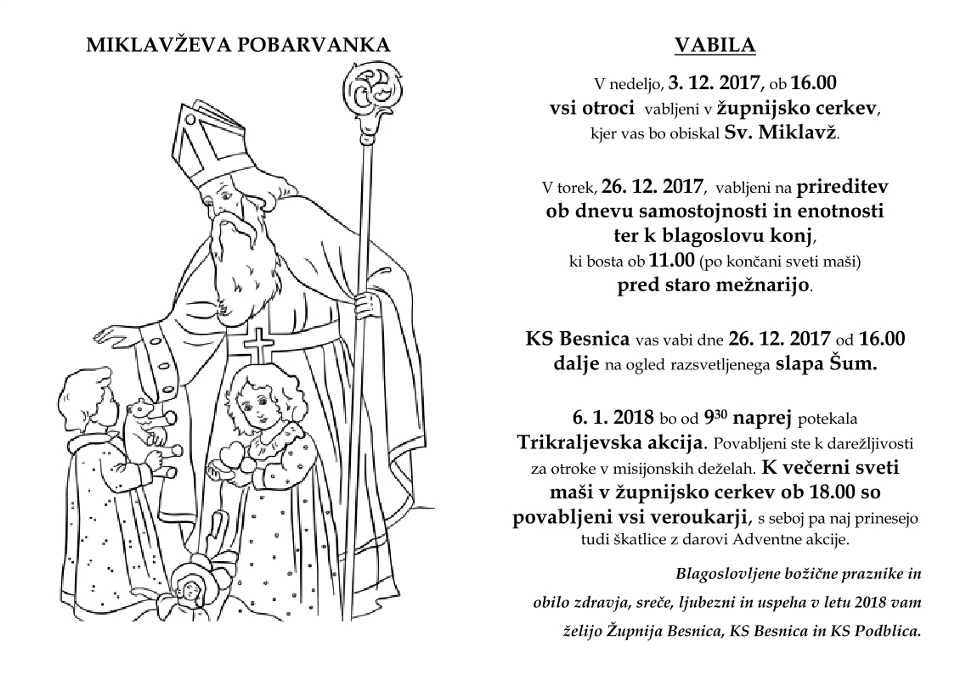 MIKLAVŽEVA POBARVANKA
VABILA
V nedeljo, 3. 12. 2017, ob 16.00
vsi otroci vabljeni v župnijsko cerkev,
kjer vas bo obiskal Sv. Miklavž.
V torek, 26. 12. 2017, vabljeni na prireditev
ob dnevu samostojnosti in enotnosti
ter k blagoslovu konj,
ki bosta ob 11.00 (po končani sveti maši)
pred staro mežnarijo.
KS Besnica vas vabi dne 26. 12. 2017 od 16.00
dalje na ogled razsvetljenega slapa Šum.
6. 1. 2018 bo od 9³⁰ naprej potekala
Trikraljevska akcija. Povabljeni ste k darežljivosti
za otroke v misijonskih deželah. K večerni sveti
maši v župnijsko cerkev ob 18.00 so
povabljeni vsi veroukarji, s seboj pa naj prinesejo
tudi škatlice z darovi Adventne akcije.
Blagoslovljene božične praznike in
obilo zdravja, sreče, ljubezni in uspeha v letu 2018 vam
želijo Župnija Besnica, KS Besnica in KS Podblica.